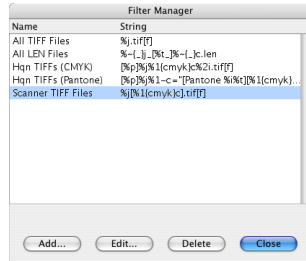 Filter Manager
Name String
All TIFF Files %j.tif[f]
All LEN Files %~{_}j_[%t_]%~{_}c.len
Hqn TIFFs (CMYK) [%p]%j%1{cmyk}c%2i.tif[f]
Hqn TIFFs (Pantone) [%p]%j%1~c="[Pantone %i%t][%1{cmyk}...
Scanner TIFF Files %j[%1{cmyk}c].tif[f]
Add... Edit... Delete Close